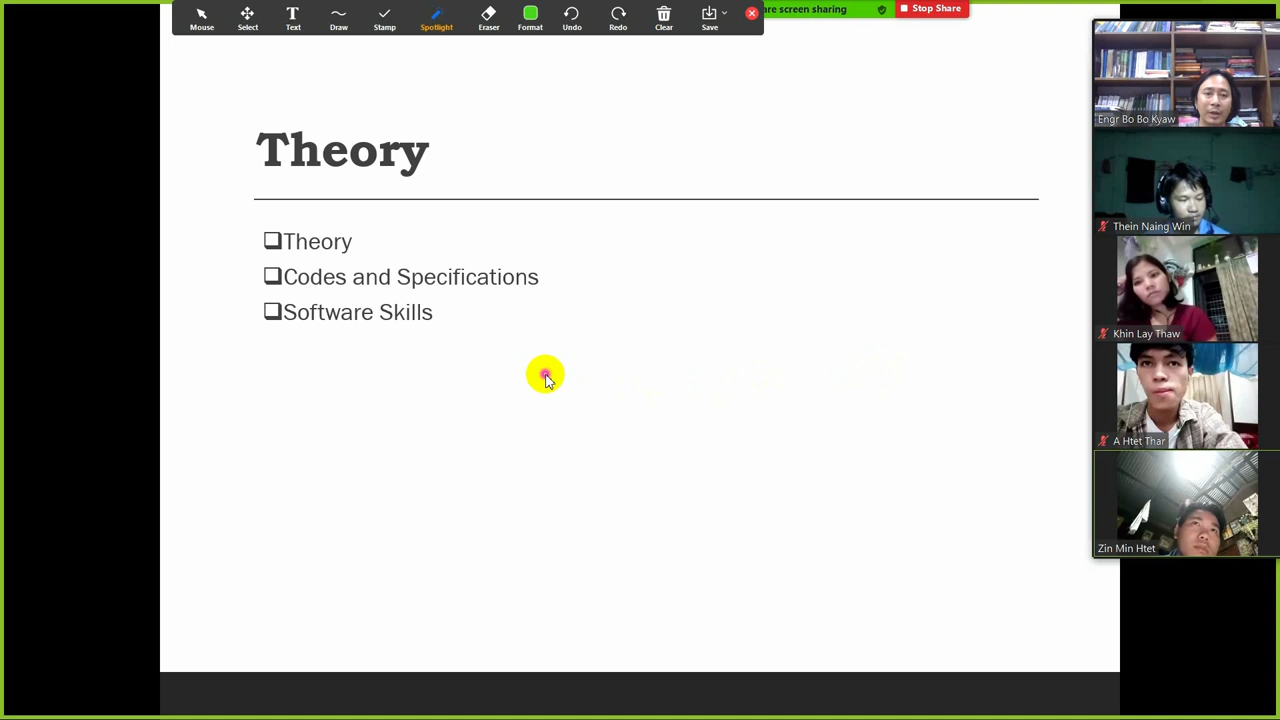 Mouse
Select
Text
Draw
Stamp
Spotlight
Eraser
Format
Undo
Redo
Clear
Save
are screen sharing
Stop Share
Theory
Theory
Codes and Specifications
Software Skills
Engr Bo Bo Kyaw
Thein Naing Win
Khin Lay Thaw
A Htet Thar
Zin Min Htet